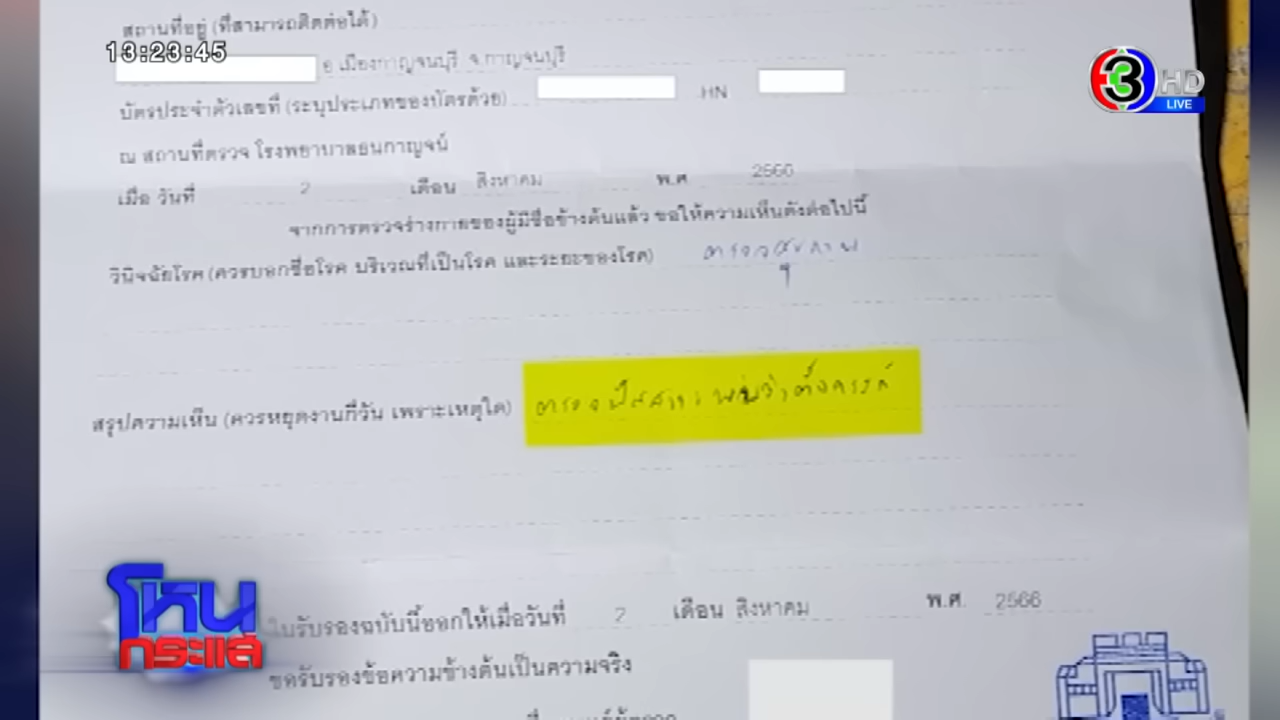 สถานที่อยู่ (ที่สามารถติดต่อได้)
13:23:45
อ เมืองกาญจนบุรี จ กาญจนบุรี
3 HD
LIVE
บัตรประจำตัวเลขที่ (ระบุประเภทของบัตรด้วย) HN
ณ สถานที่ตรวจ โรงพยาบาลธนกาญจน์
เมื่อ วันที่ 2 เดือน สิงหาคม พ.ศ 2566
จากการตรวจร่างกายของผู้มีชื่อข้างต้นแล้ว ขอให้ความเห็นดังต่อไปนี้
วินิจฉัยโรค (ควรบอกชื่อโรค บริเวณที่เป็นโรค และระยะของโรค) ตรวจสุขภาพ
สรุปความเห็น (ควรหยุดงานกี่วัน เพราะเหตุใด) ตรวจปัสสาวะ พบว่าตั้งครรภ์
โหนกระแส
ใบรับรองฉบับนี้ออกให้เมื่อวันที่ 2 เดือน สิงหาคม พ.ศ. 2566
ขอรับรองข้อความข้างต้นเป็นความจริง